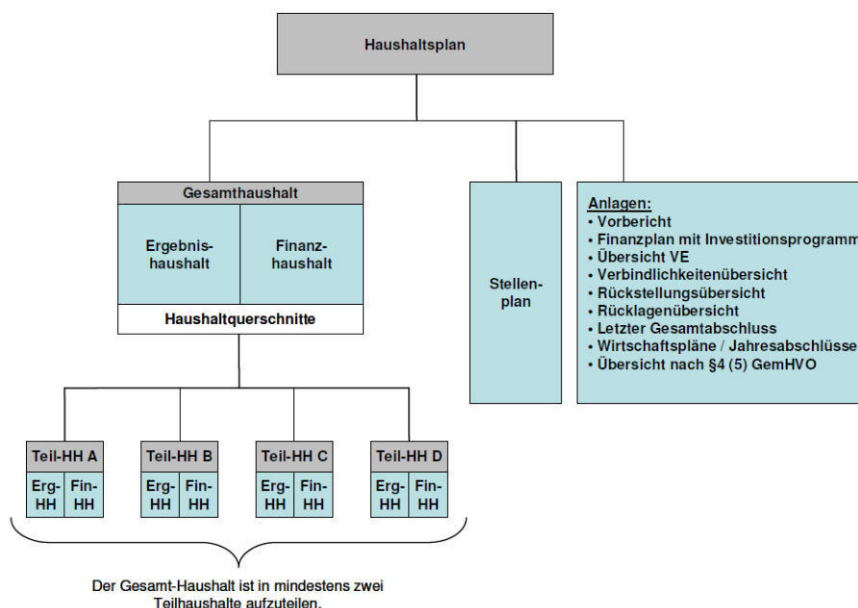 Haushaltsplan
Gesamthaushalt
Ergebnis-
haushalt
Finanz-
haushalt
Haushaltquerschnitte
Stellen-
plan
Anlagen:
• Vorbericht
• Finanzplan mit Investitionsprogramm
• Übersicht VE
• Verbindlichkeitenübersicht
• Rückstellungsübersicht
• Rücklagenübersicht
• Letzter Gesamtabschluss
• Wirtschaftspläne / Jahresabschlüsse
• Übersicht nach §4 (5) GemHVO
Teil-HH A
Erg-
HH
Fin-
HH
Teil-HH B
Erg-
HH
Fin-
HH
Teil-HH C
Erg-
HH
Fin-
HH
Teil-HH D
Erg-
HH
Fin-
HH
Der Gesamt-Haushalt ist in mindestens zwei
Teilhaushalte aufzuteilen.